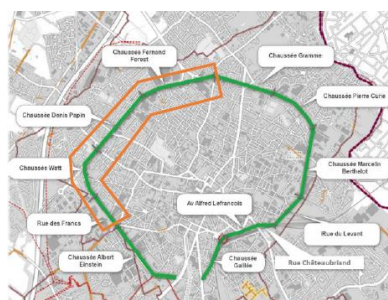 Chaussée Fernand
Forest
Chaussée Gramme
Chaussée Pierre Curie
Chaussée Denis Papin
Chaussée Watt
Chaussée Marcelin
Berthelot
Av Alfred Lefrancois
Rue des Francs
Rue du Levant
Chaussée Albert
Einstein
Chaussée
Galilée
Rue Châteaubriand